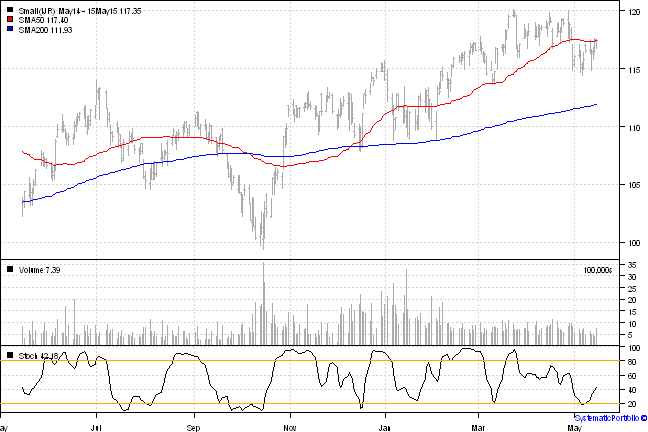 Small(IJR) May14 - 15May15 117.35
SMA50 117.40
SMA200 111.93
120
115
110
105
100
Volume 7.39
100,000s
35
30
25
20
15
10
5
Stoch 42.18
100
80
60
40
20
ay
Jul
Sep
Nov
Jan
Mar
May
SystematicPortfolio ©